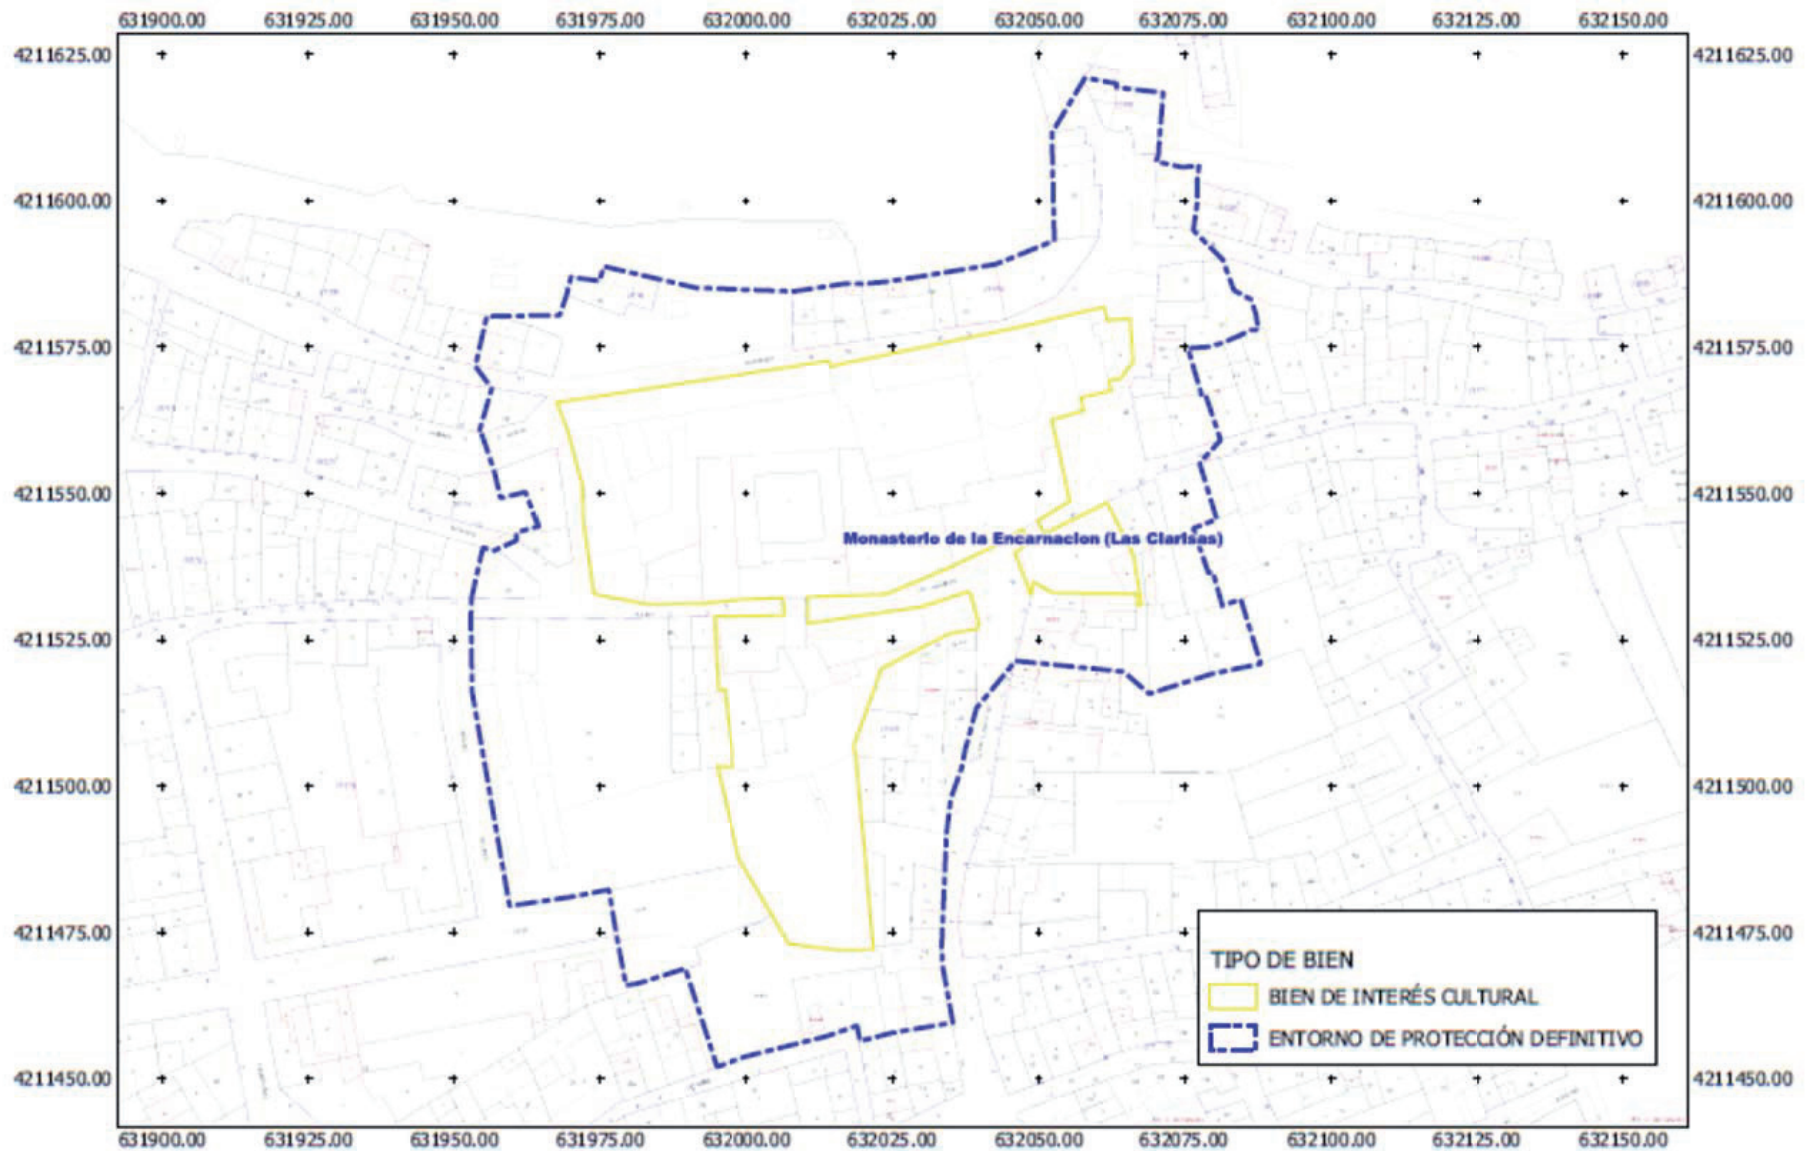 631900.00 631925.00 631950.00 631975.00 632000.00 632025.00 632050.00 632075.00 632100.00 632125.00 632150.00
4211625.00 4211625.00
4211600.00 4211600.00
4211575.00 4211575.00
4211550.00 4211550.00
Monasterio de la Encarnacion (Las Clarisas)
4211525.00 4211525.00
4211500.00 4211500.00
4211475.00 4211475.00
TIPO DE BIEN
BIEN DE INTERÉS CULTURAL
ENTORNO DE PROTECCIÓN DEFINITIVO
4211450.00 4211450.00
631900.00 631925.00 631950.00 631975.00 632000.00 632025.00 632050.00 632075.00 632100.00 632125.00 632150.00